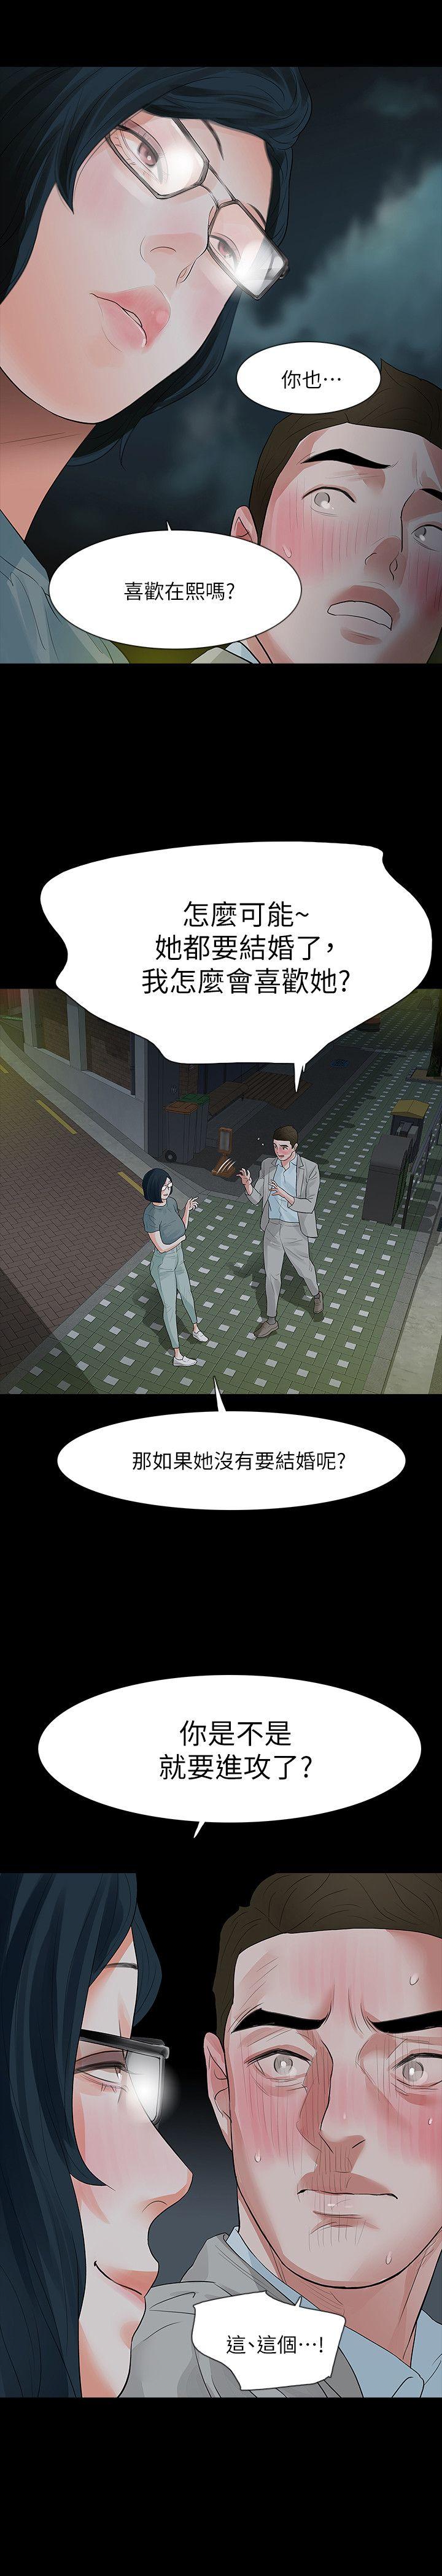 你也⋯
喜歡在熙嗎?
怎麼可能~
她都要結婚了,
我怎麼會喜歡她?
那如果她沒有要結婚呢?
你是不是
就要進攻了?
這、這個⋯!